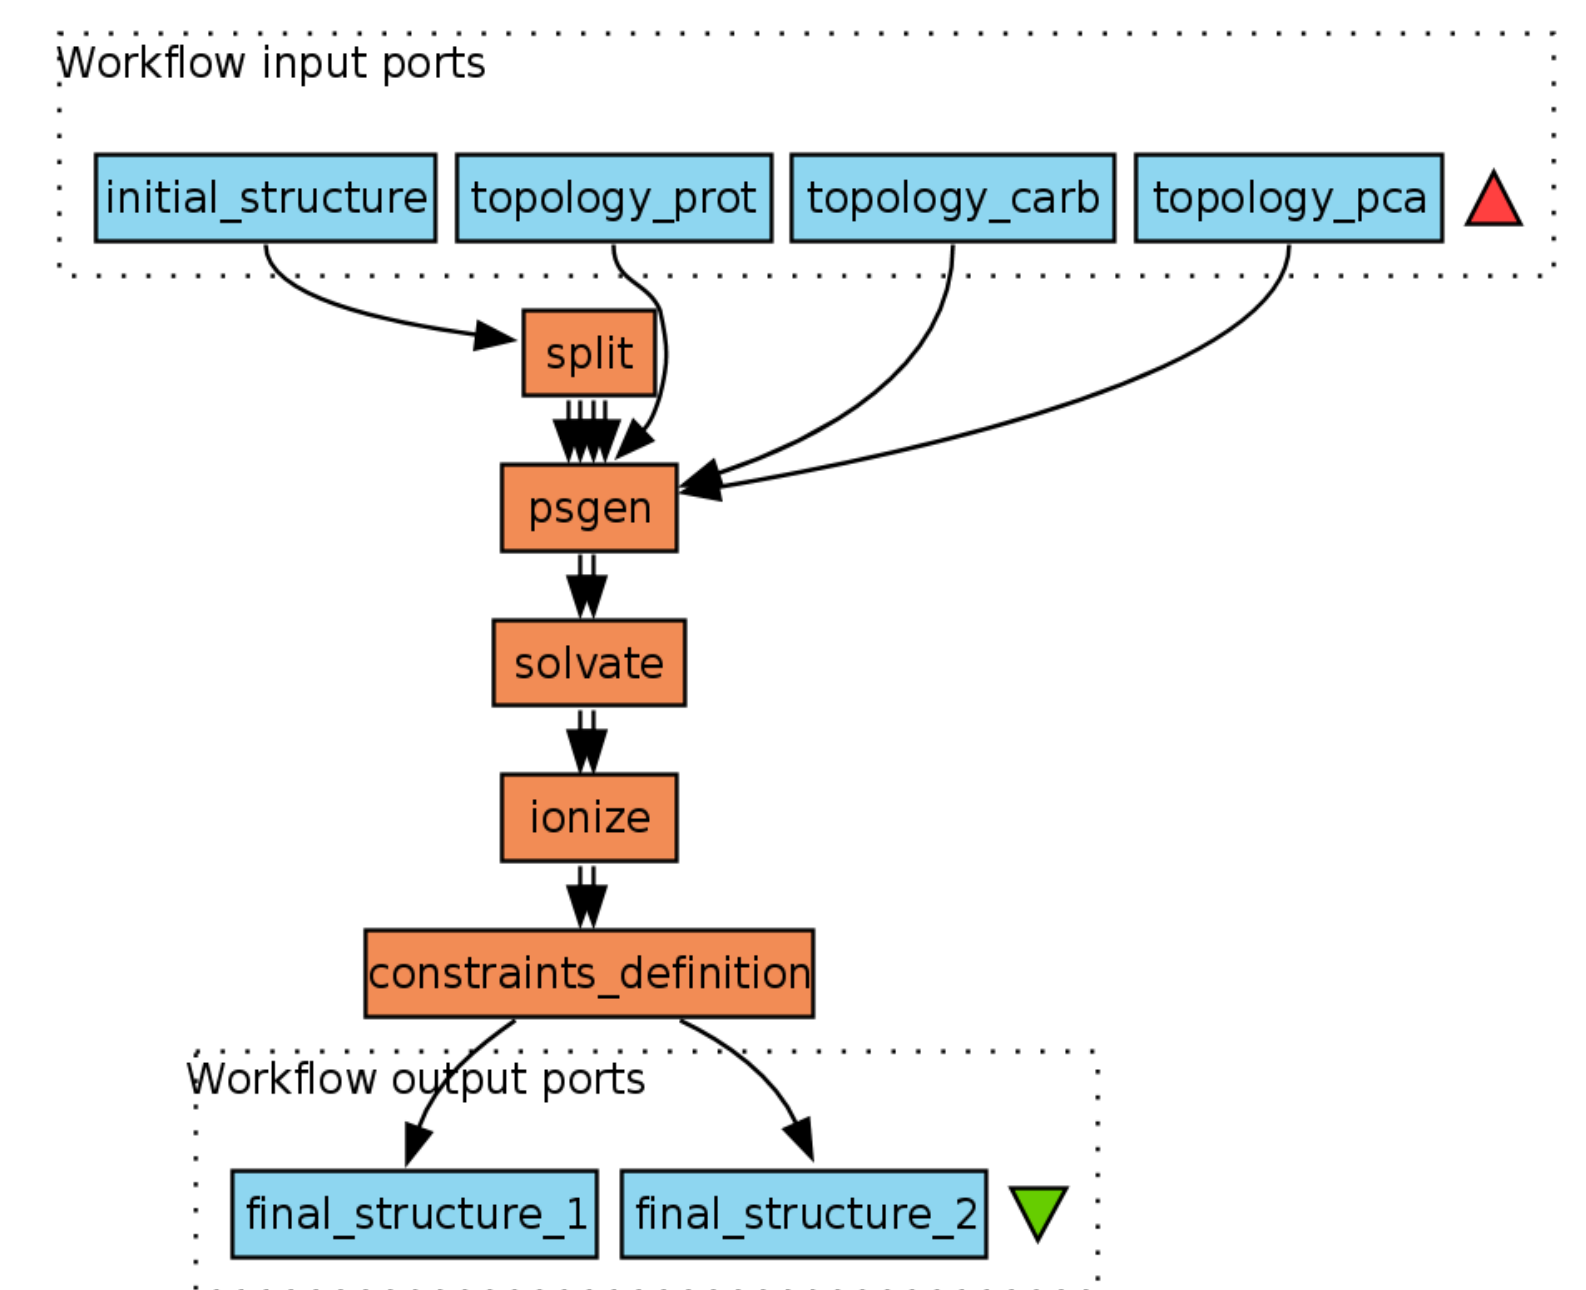 Workflow input ports
initial_structure
topology_prot
topology_carb
topology_pca
split
psgen
solvate
ionize
constraints_definition
Workflow output ports
final_structure_1
final_structure_2